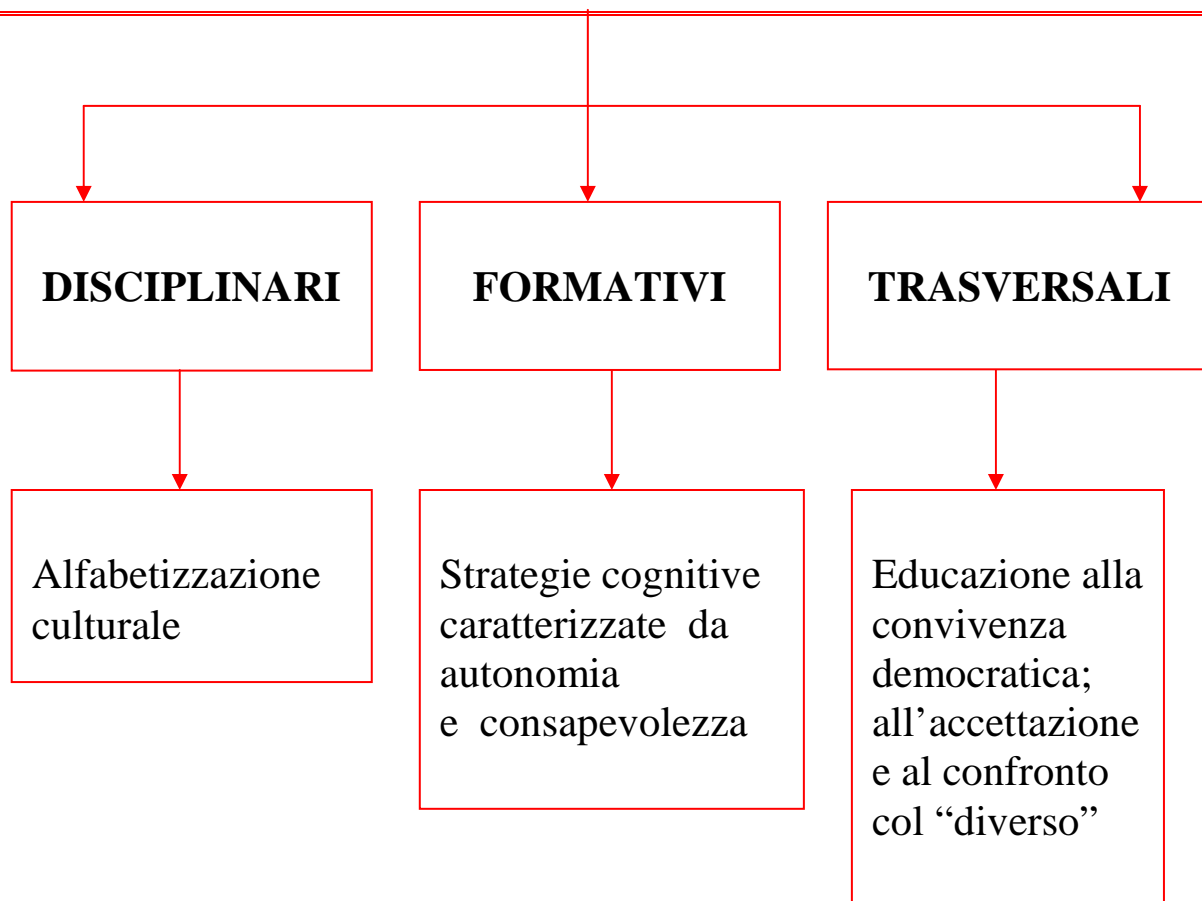 DISCIPLINARI
FORMATIVI
TRASVERSALI
Alfabetizzazione
culturale
Strategie cognitive
caratterizzate da
autonomia
e consapevolezza
Educazione alla
convivenza
democratica;
all’accettazione
e al confronto
col “diverso”